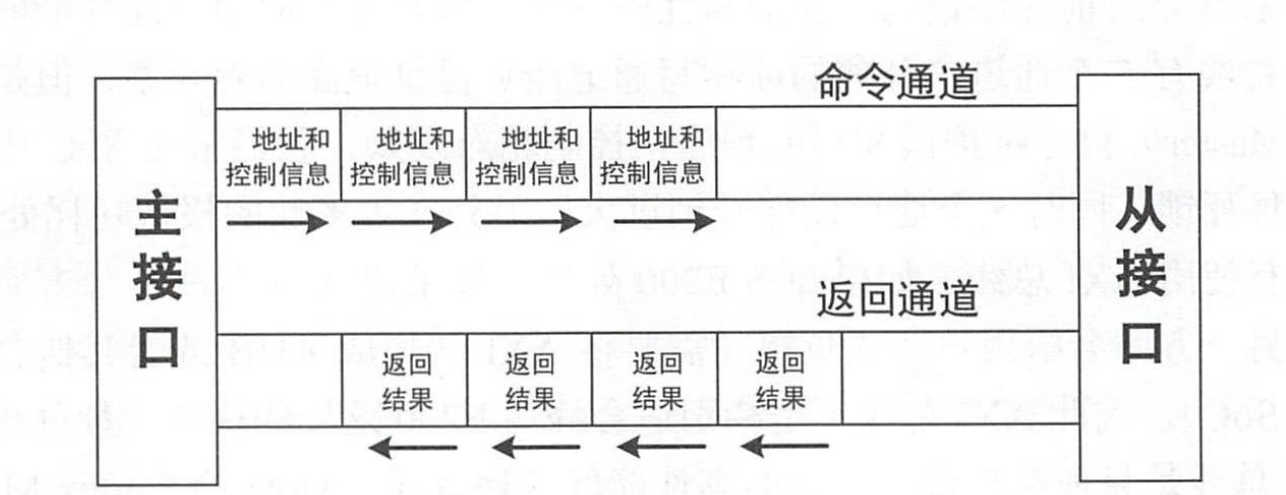 命令通道
地址和 地址和 地址和 地址和
控制信息 控制信息 控制信息 控制信息
主接口
从接口
返回通道
返回 返回 返回 返回
结果 结果 结果 结果